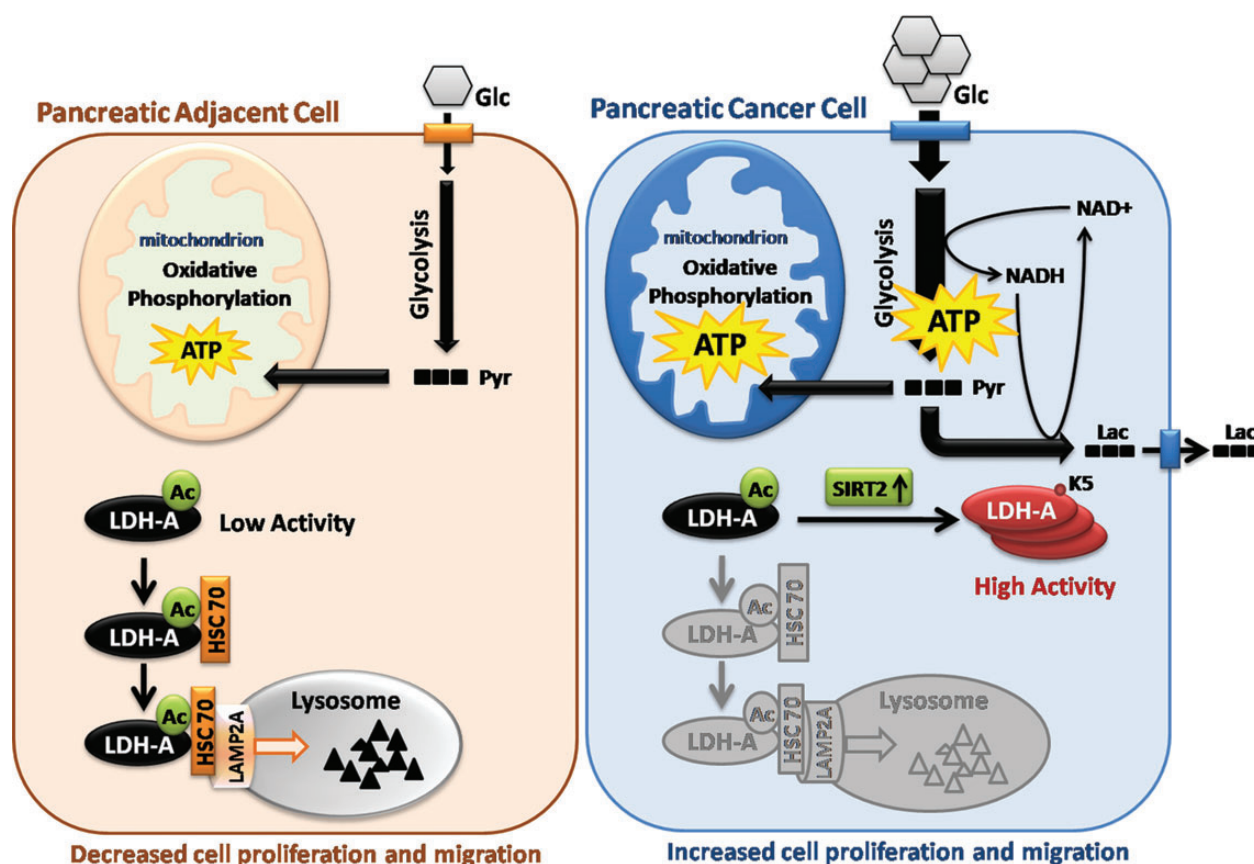 Pancreatic Adjacent Cell
Glc
mitochondrion
Oxidative
Phosphorylation
ATP
Glycolysis
Pyr
Ac
LDH-A
Low Activity
Ac
LDH-A
HSC 70
Ac
LDH-A
HSC 70
LAMP2A
Lysosome
Decreased cell proliferation and migration
Pancreatic Cancer Cell
Glc
mitochondrion
Oxidative
Phosphorylation
ATP
Glycolysis
NAD+
NADH
ATP
Pyr
Lac
Lac
Ac
LDH-A
SIRT2
K5
LDH-A
High Activity
Ac
LDH-A
HSC 70
Ac
LDH-A
HSC 70
LAMP2A
Lysosome
Increased cell proliferation and migration